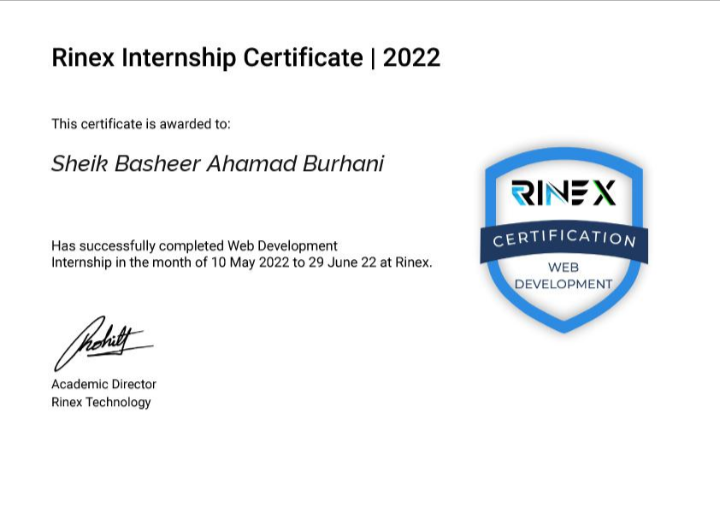 Rinex Internship Certificate | 2022
This certificate is awarded to:
Sheik Basheer Ahamad Burhani
Has successfully completed Web Development
Internship in the month of 10 May 2022 to 29 June 22 at Rinex.
RINEX
CERTIFICATION
WEB
DEVELOPMENT
Academic Director
Rinex Technology